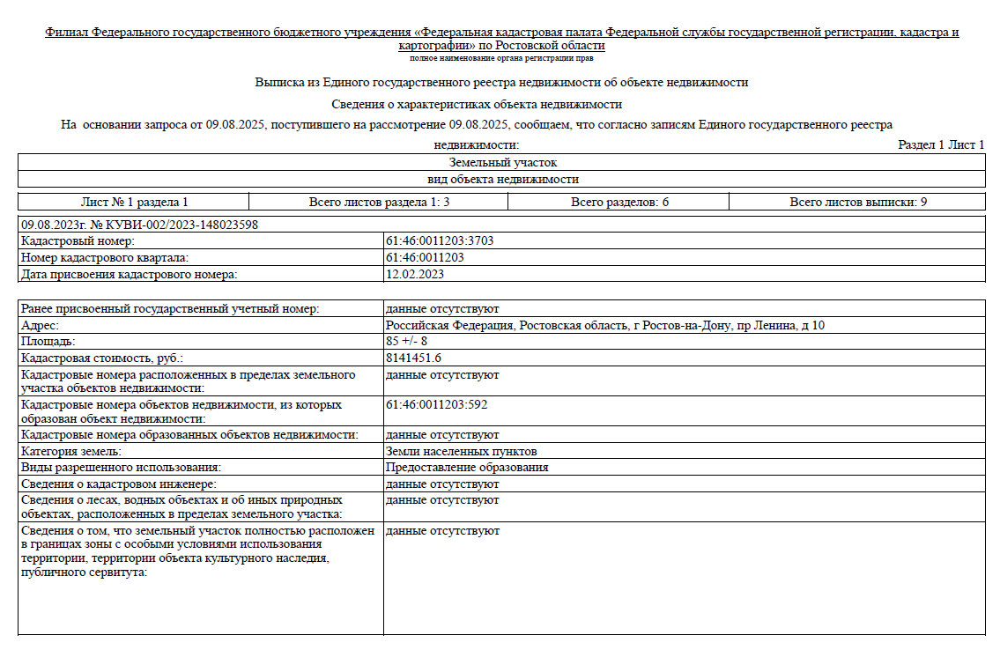 Филиал Федерального государственного бюджетного учреждения «Федеральная кадастровая палата Федеральной службы государственной регистрации, кадастра и
картографии» по Ростовской области
полное наименование органа регистрации прав
Выписка из Единого государственного реестра недвижимости об объекте недвижимости
Сведения о характеристиках объекта недвижимости
На основании запроса от 09.08.2025, поступившего на рассмотрение 09.08.2025, сообщаем, что согласно записям Единого государственного реестра
недвижимости:
Раздел 1 Лист 1
Земельный участок
вид объекта недвижимости
Лист № 1 раздела 1 Всего листов раздела 1: 3 Всего разделов: 6 Всего листов выписки: 9
09.08.2023г. № КУВИ-002/2023-148023598
Кадастровый номер: 61:46:0011203:3703
Номер кадастрового квартала: 61:46:0011203
Дата присвоения кадастрового номера: 12.02.2023
Ранее присвоенный государственный учетный номер: данные отсутствуют
Адрес: Российская Федерация, Ростовская область, г Ростов-на-Дону, пр Ленина, д 10
Площадь: 85 +/- 8
Кадастровая стоимость, руб.: 8141451.6
Кадастровые номера расположенных в пределах земельного
участка объектов недвижимости:
данные отсутствуют
Кадастровые номера объектов недвижимости, из которых
образован объект недвижимости:
61:46:0011203:592
Кадастровые номера образованных объектов недвижимости: данные отсутствуют
Категория земель: Земли населенных пунктов
Виды разрешенного использования: Предоставление образования
Сведения о кадастровом инженере: данные отсутствуют
Сведения о лесах, водных объектах и об иных природных
объектах, расположенных в пределах земельного участка:
данные отсутствуют
Сведения о том, что земельный участок полностью расположен
в границах зоны с особыми условиями использования
территории, территории объекта культурного наследия,
публичного сервитута:
данные отсутствуют